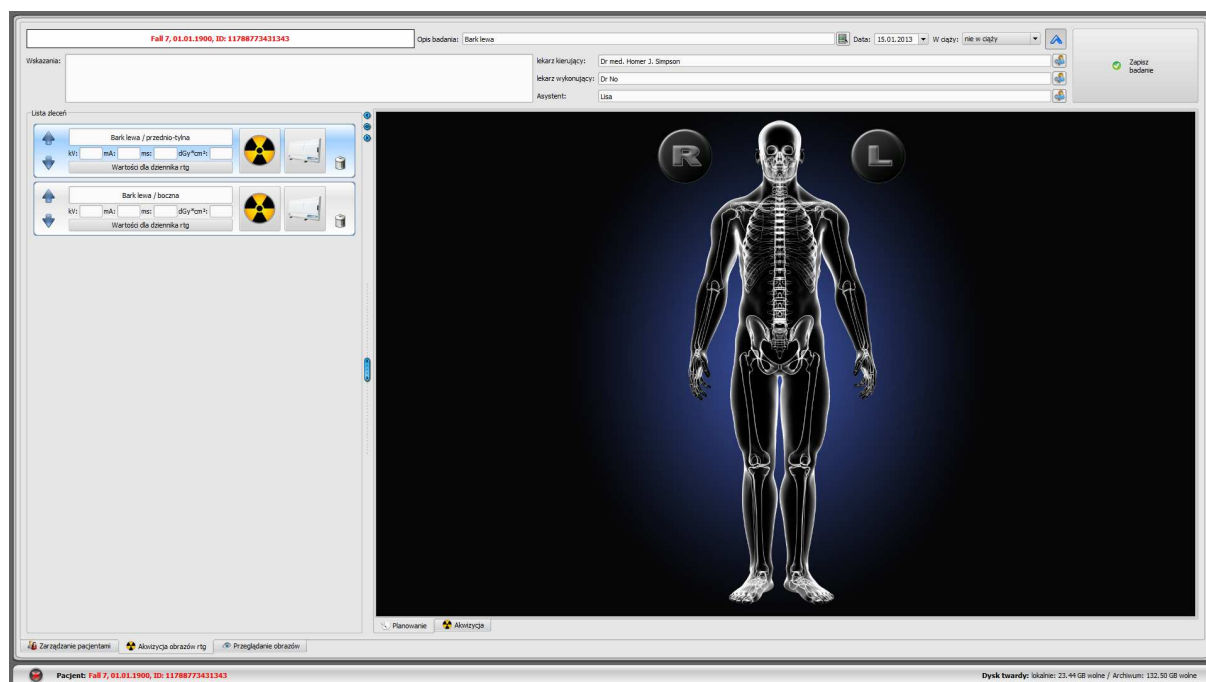 Fall 7, 01.01.1900, ID: 11788773431343
Opis badania: Bark lewa
Data: 15.01.2013
W ciąży: nie w ciąży
Wskazania:
lekarz kierujący: Dr med. Homer J. Simpson
lekarz wykonujący: Dr No
Asystent: Lisa
Zapisz
badanie
Lista zleceń
Bark lewa / przednio-tylna
kV: mA: ms: dGy*cm²:
Wartości dla dziennika rtg
Bark lewa / boczna
kV: mA: ms: dGy*cm²:
Wartości dla dziennika rtg
R L
Planowanie Akwizycja
Zarządzanie pacjentami Akwizycja obrazów rtg Przeglądanie obrazów
Pacjent: Fall 7, 01.01.1900, ID: 11788773431343
Dysk twardy: lokalnie: 23.44 GB wolne / Archiwum: 132.50 GB wolne